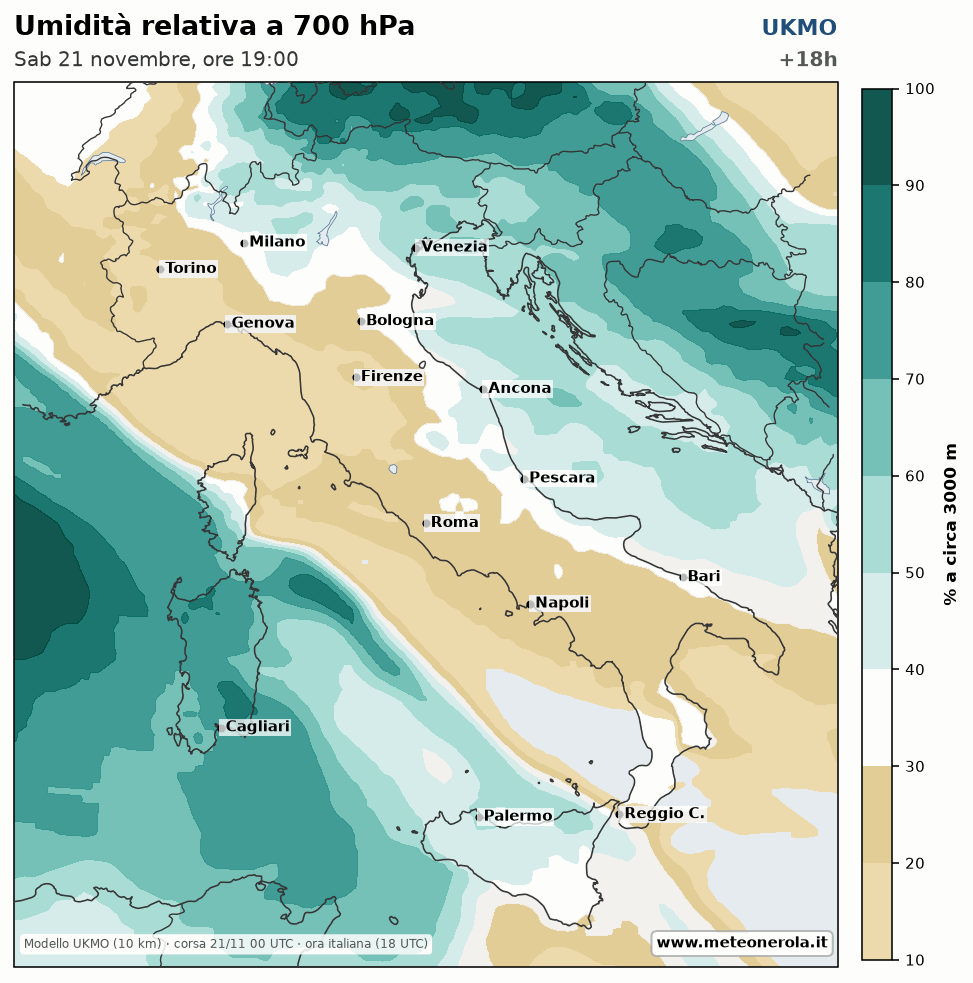 Umidità relativa a 700 hPa
UKMO
Sab 21 novembre, ore 19:00
+18h
Milano
Venezia
Torino
Genova
Bologna
Firenze
Ancona
Pescara
Roma
Bari
Napoli
Cagliari
Palermo
Reggio C.
Modello UKMO (10 km) · corsa 21/11 00 UTC · ora italiana (18 UTC)
www.meteonerola.it
100
90
80
70
60
50
40
30
20
10
% a circa 3000 m